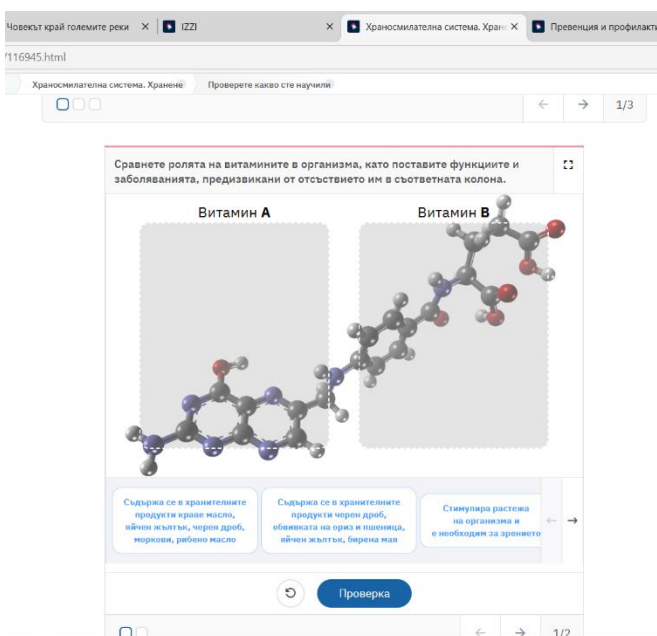 Човекът край големите реки
IZZI
Храносмилателна система. Хране
Превенция и профилакти
/116945.html
Храносмилателна система. Хранене
Проверете какво сте научили
1/3
Сравнете ролята на витамините в организма, като поставите функциите и
заболяванията, предизвикани от отсъствието им в съответната колона.
Витамин А
Витамин В
Съдържа се в хранителните
продукти краве масло,
яйчен жълтък, черен дроб,
моркови, рибено масло
Съдържа се в хранителните
продукти черен дроб,
обвивката на ориз и пшеница,
яйчен жълтък, бирена мая
Стимулира растежа
на организма и
е необходим за зрението
Проверка
1/2